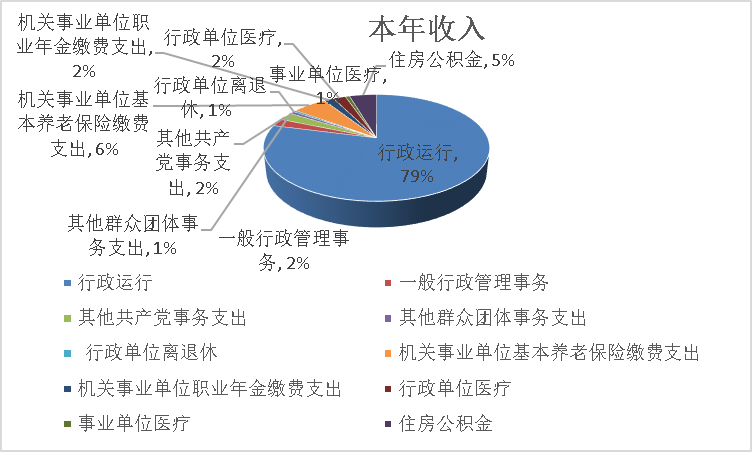 本年收入
机关事业单位职
业年金缴费支出,
2%
行政单位医疗,
2%
事业单位医疗,
1%
住房公积金, 5%
行政单位离退
休, 1%
机关事业单位基
本养老保险缴费
支出, 6%
其他共产
党事务支
出, 2%
行政运行,
79%
其他群众团体事
务支出, 1%
一般行政管理事
务, 2%
行政运行
一般行政管理事务
其他共产党事务支出
其他群众团体事务支出
行政单位离退休
机关事业单位基本养老保险缴费支出
机关事业单位职业年金缴费支出
行政单位医疗
事业单位医疗
住房公积金